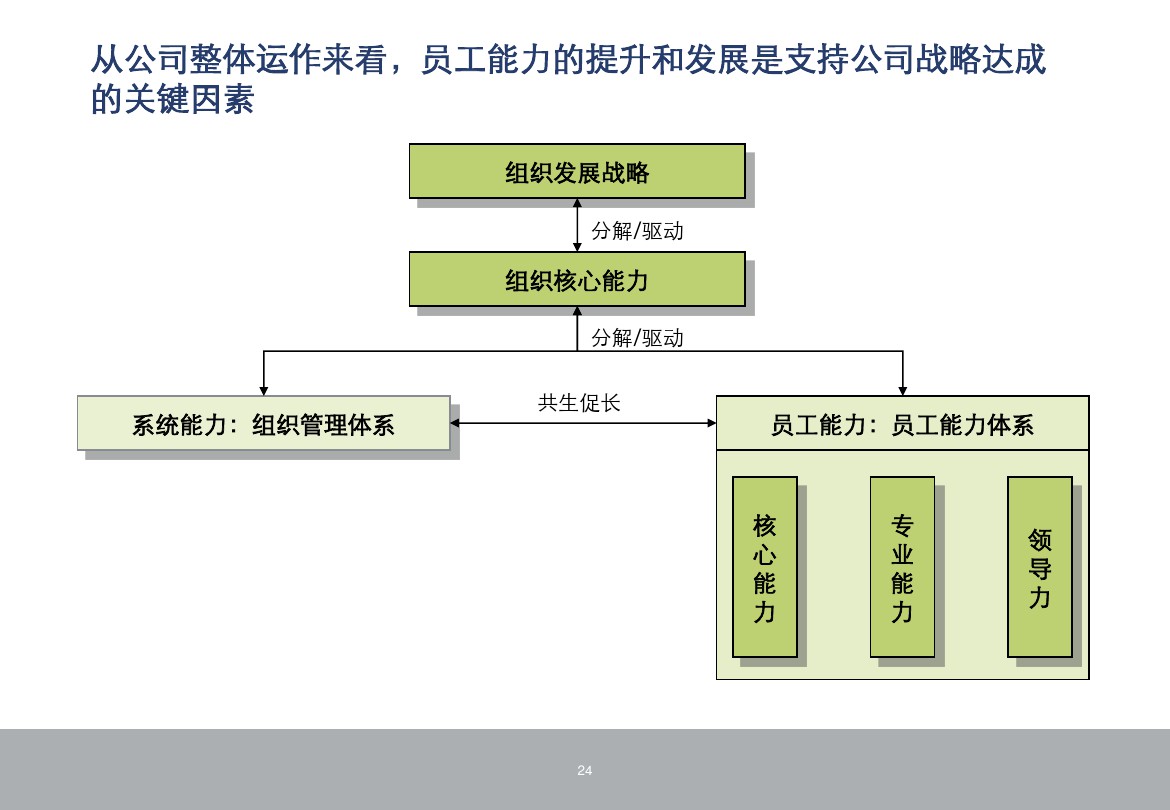 从公司整体运作来看，员工能力的提升和发展是支持公司战略达成
的关键因素
组织发展战略
分解/驱动
组织核心能力
分解/驱动
系统能力：组织管理体系
共生促长
员工能力：员工能力体系
核心能力
专业能力
领导力
24